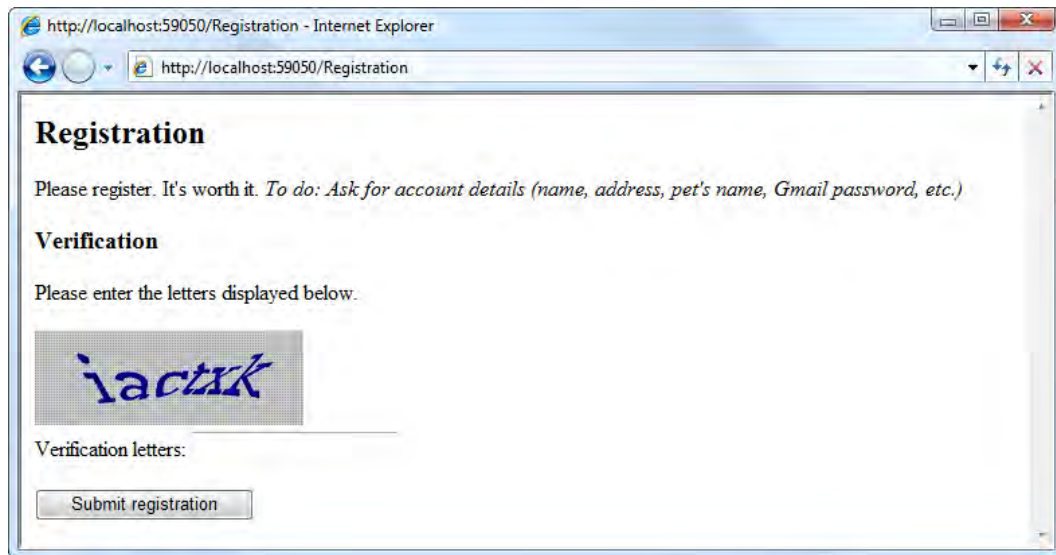 http://localhost:59050/Registration - Internet Explorer
http://localhost:59050/Registration
Registration
Please register. It's worth it. To do: Ask for account details (name, address, pet's name, Gmail password, etc.)
Verification
Please enter the letters displayed below.
iactxk
Verification letters:
Submit registration